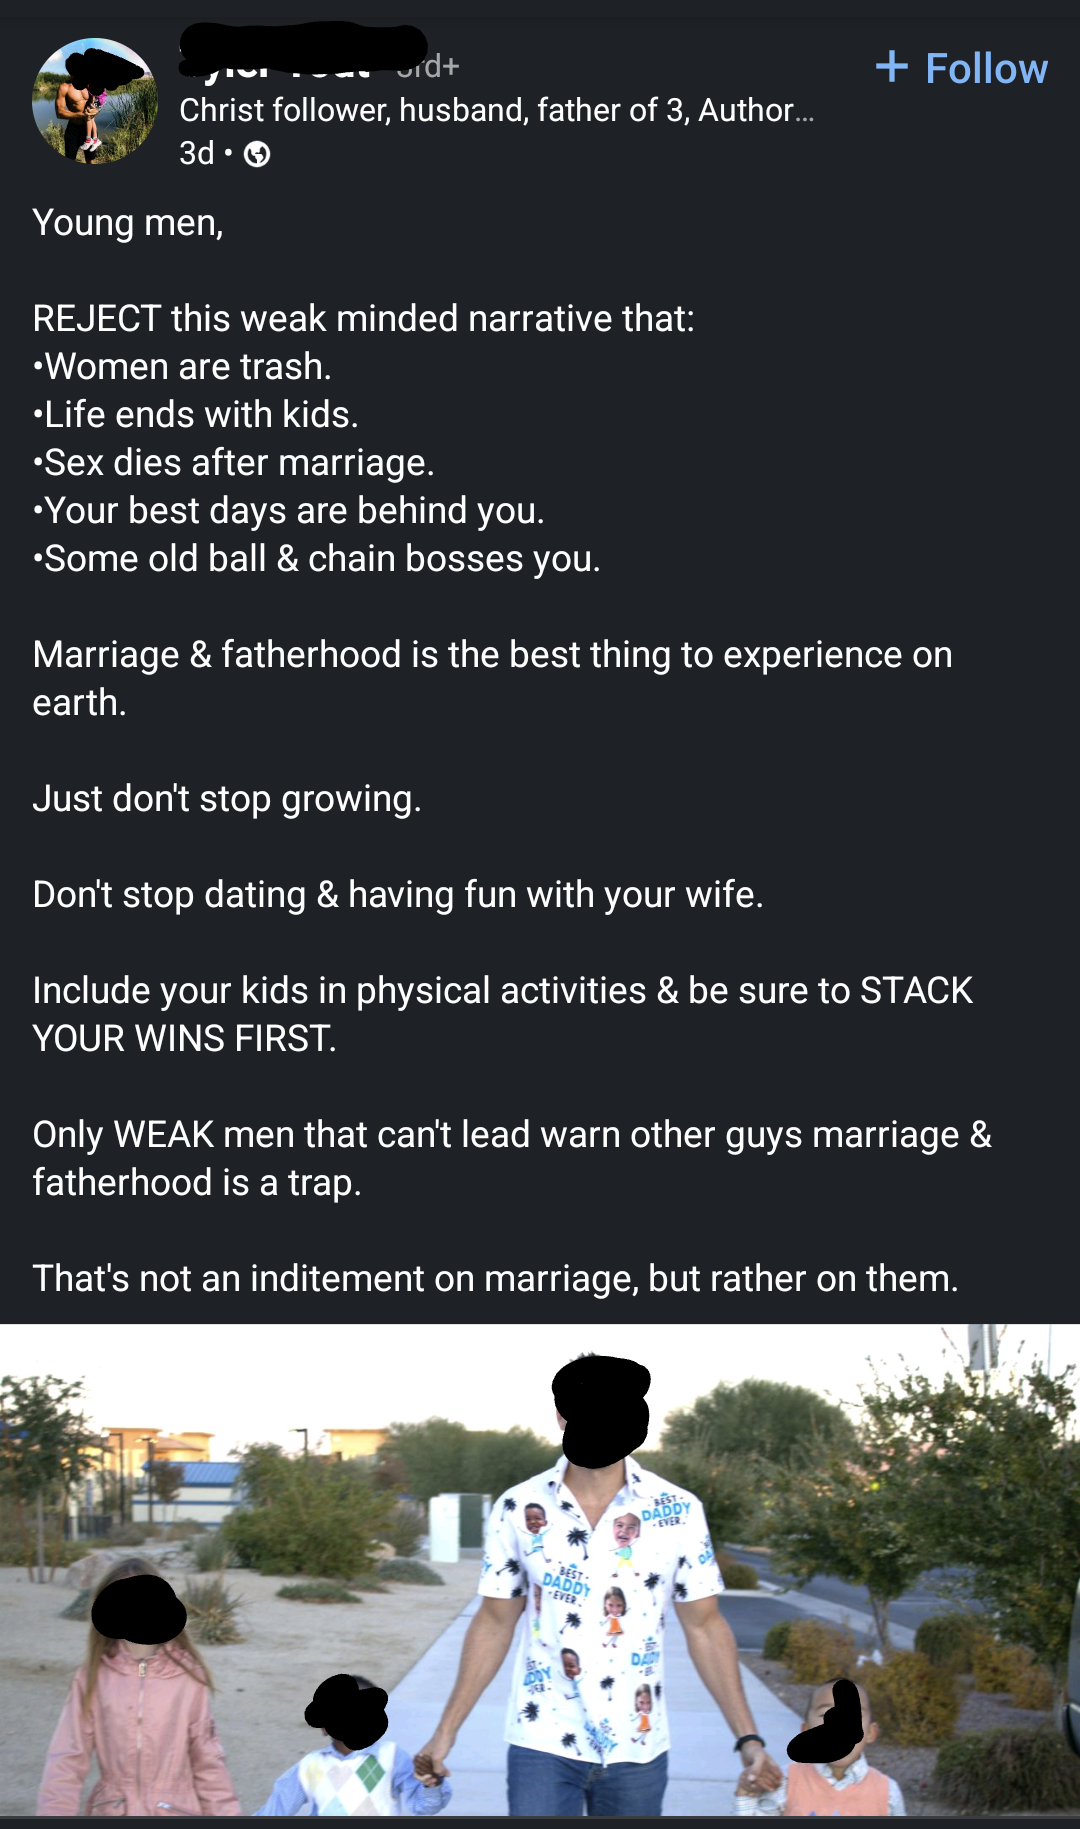 3rd+
+ Follow
Christ follower, husband, father of 3, Author...
3d •
Young men,
REJECT this weak minded narrative that:
•Women are trash.
•Life ends with kids.
•Sex dies after marriage.
•Your best days are behind you.
•Some old ball & chain bosses you.
Marriage & fatherhood is the best thing to experience on
earth.
Just don't stop growing.
Don't stop dating & having fun with your wife.
Include your kids in physical activities & be sure to STACK
YOUR WINS FIRST.
Only WEAK men that can't lead warn other guys marriage &
fatherhood is a trap.
That's not an inditement on marriage, but rather on them.
BEST
DADDY
EVER
BEST
DADDY
EVER